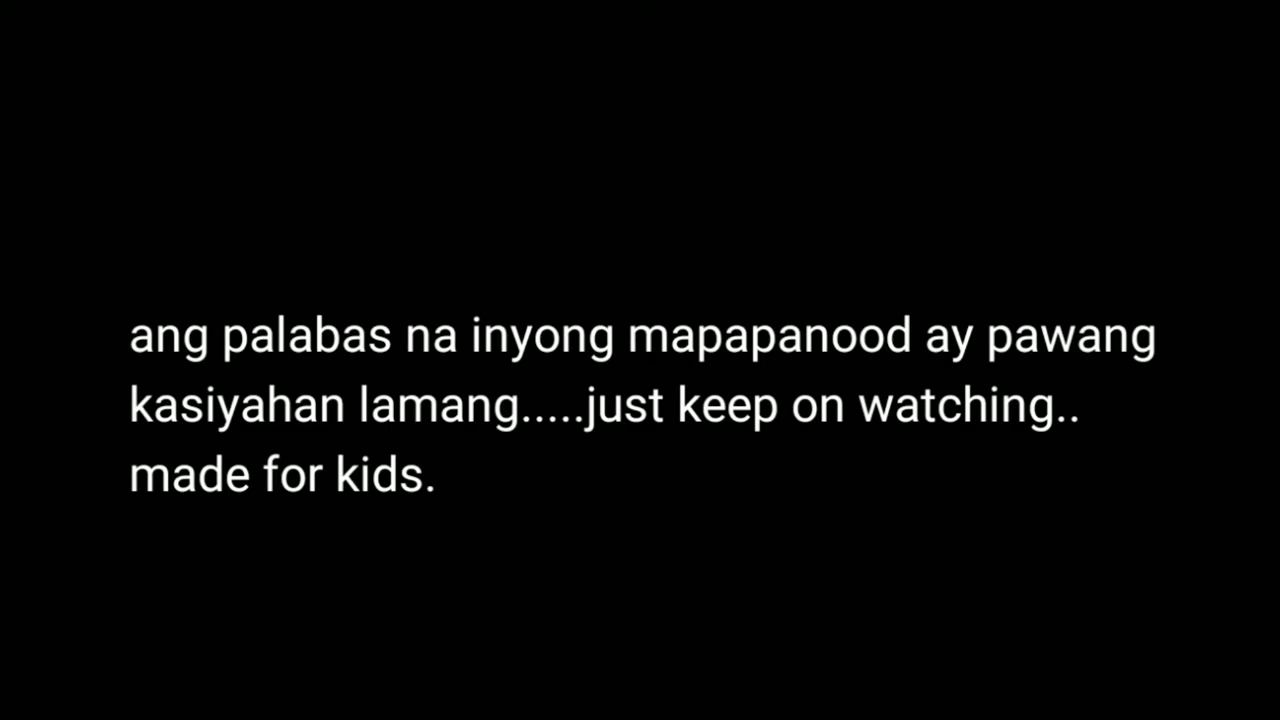 ang palabas na inyong mapapanood ay pawang
kasiyahan lamang.....just keep on watching..
made for kids.